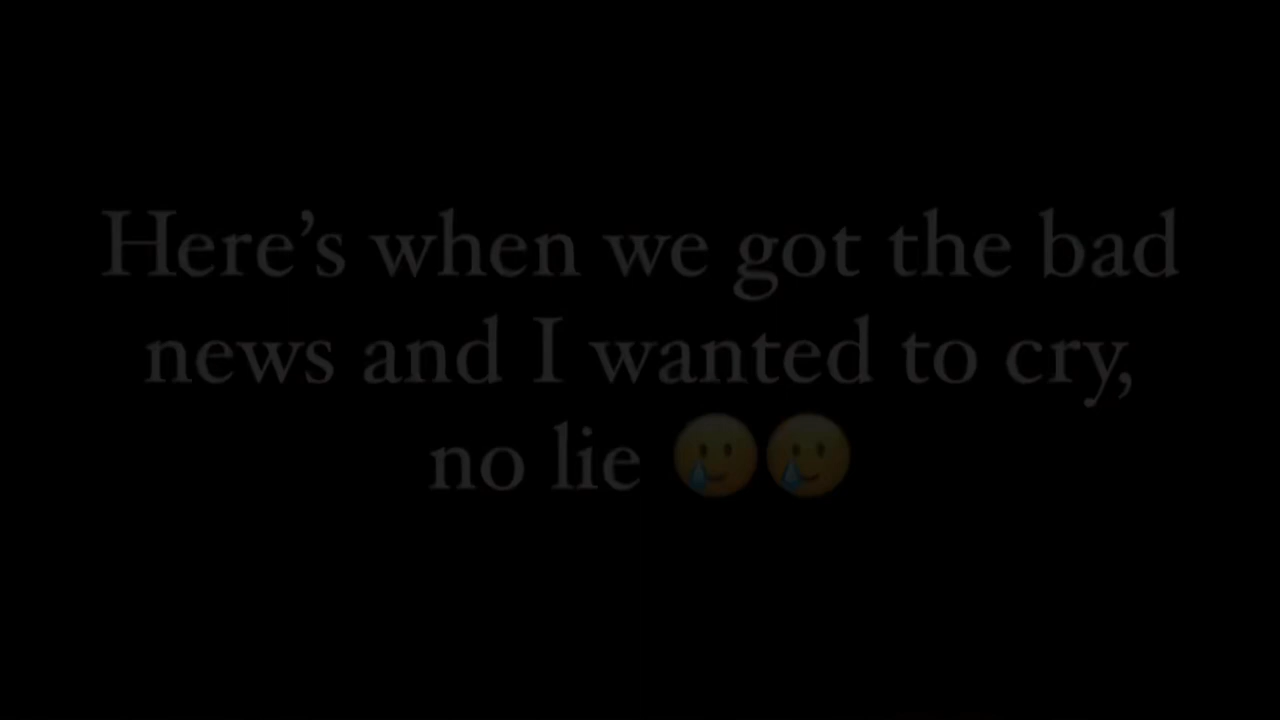 Here’s when we got the bad
news and I wanted to cry,
no lie 🥲🥲